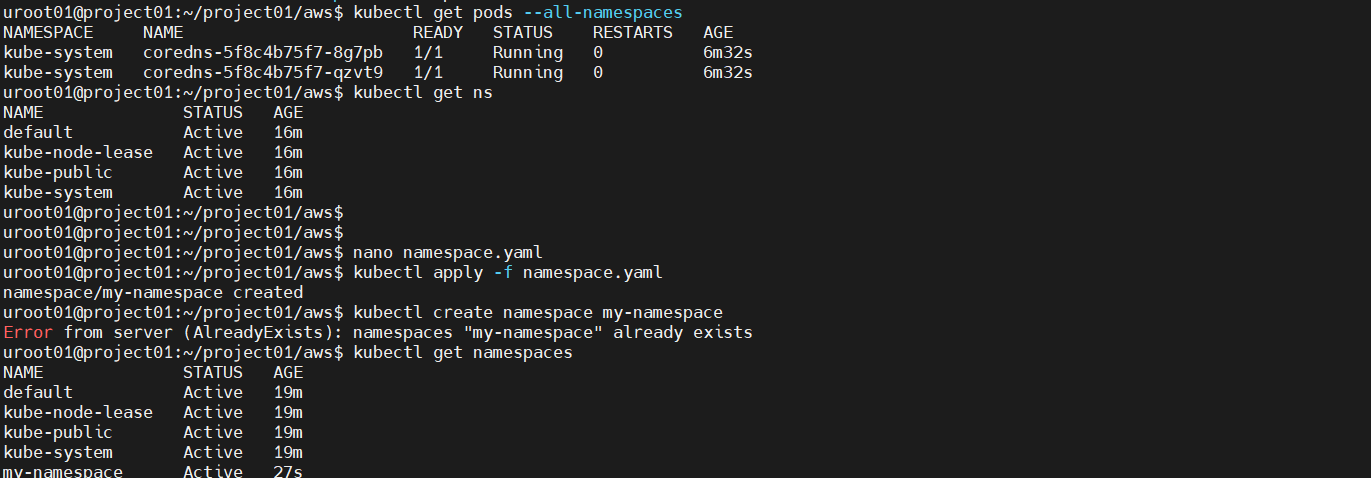 uroot01@project01:~/project01/aws$ kubectl get pods --all-namespaces
NAMESPACE     NAME                       READY   STATUS    RESTARTS   AGE
kube-system   coredns-5f8c4b75f7-8g7pb   1/1     Running   0          6m32s
kube-system   coredns-5f8c4b75f7-qzvt9   1/1     Running   0          6m32s
uroot01@project01:~/project01/aws$ kubectl get ns
NAME              STATUS   AGE
default           Active   16m
kube-node-lease   Active   16m
kube-public       Active   16m
kube-system       Active   16m
uroot01@project01:~/project01/aws$
uroot01@project01:~/project01/aws$
uroot01@project01:~/project01/aws$ nano namespace.yaml
uroot01@project01:~/project01/aws$ kubectl apply -f namespace.yaml
namespace/my-namespace created
uroot01@project01:~/project01/aws$ kubectl create namespace my-namespace
Error from server (AlreadyExists): namespaces "my-namespace" already exists
uroot01@project01:~/project01/aws$ kubectl get namespaces
NAME              STATUS   AGE
default           Active   19m
kube-node-lease   Active   19m
kube-public       Active   19m
kube-system       Active   19m
my-namespace      Active   27s